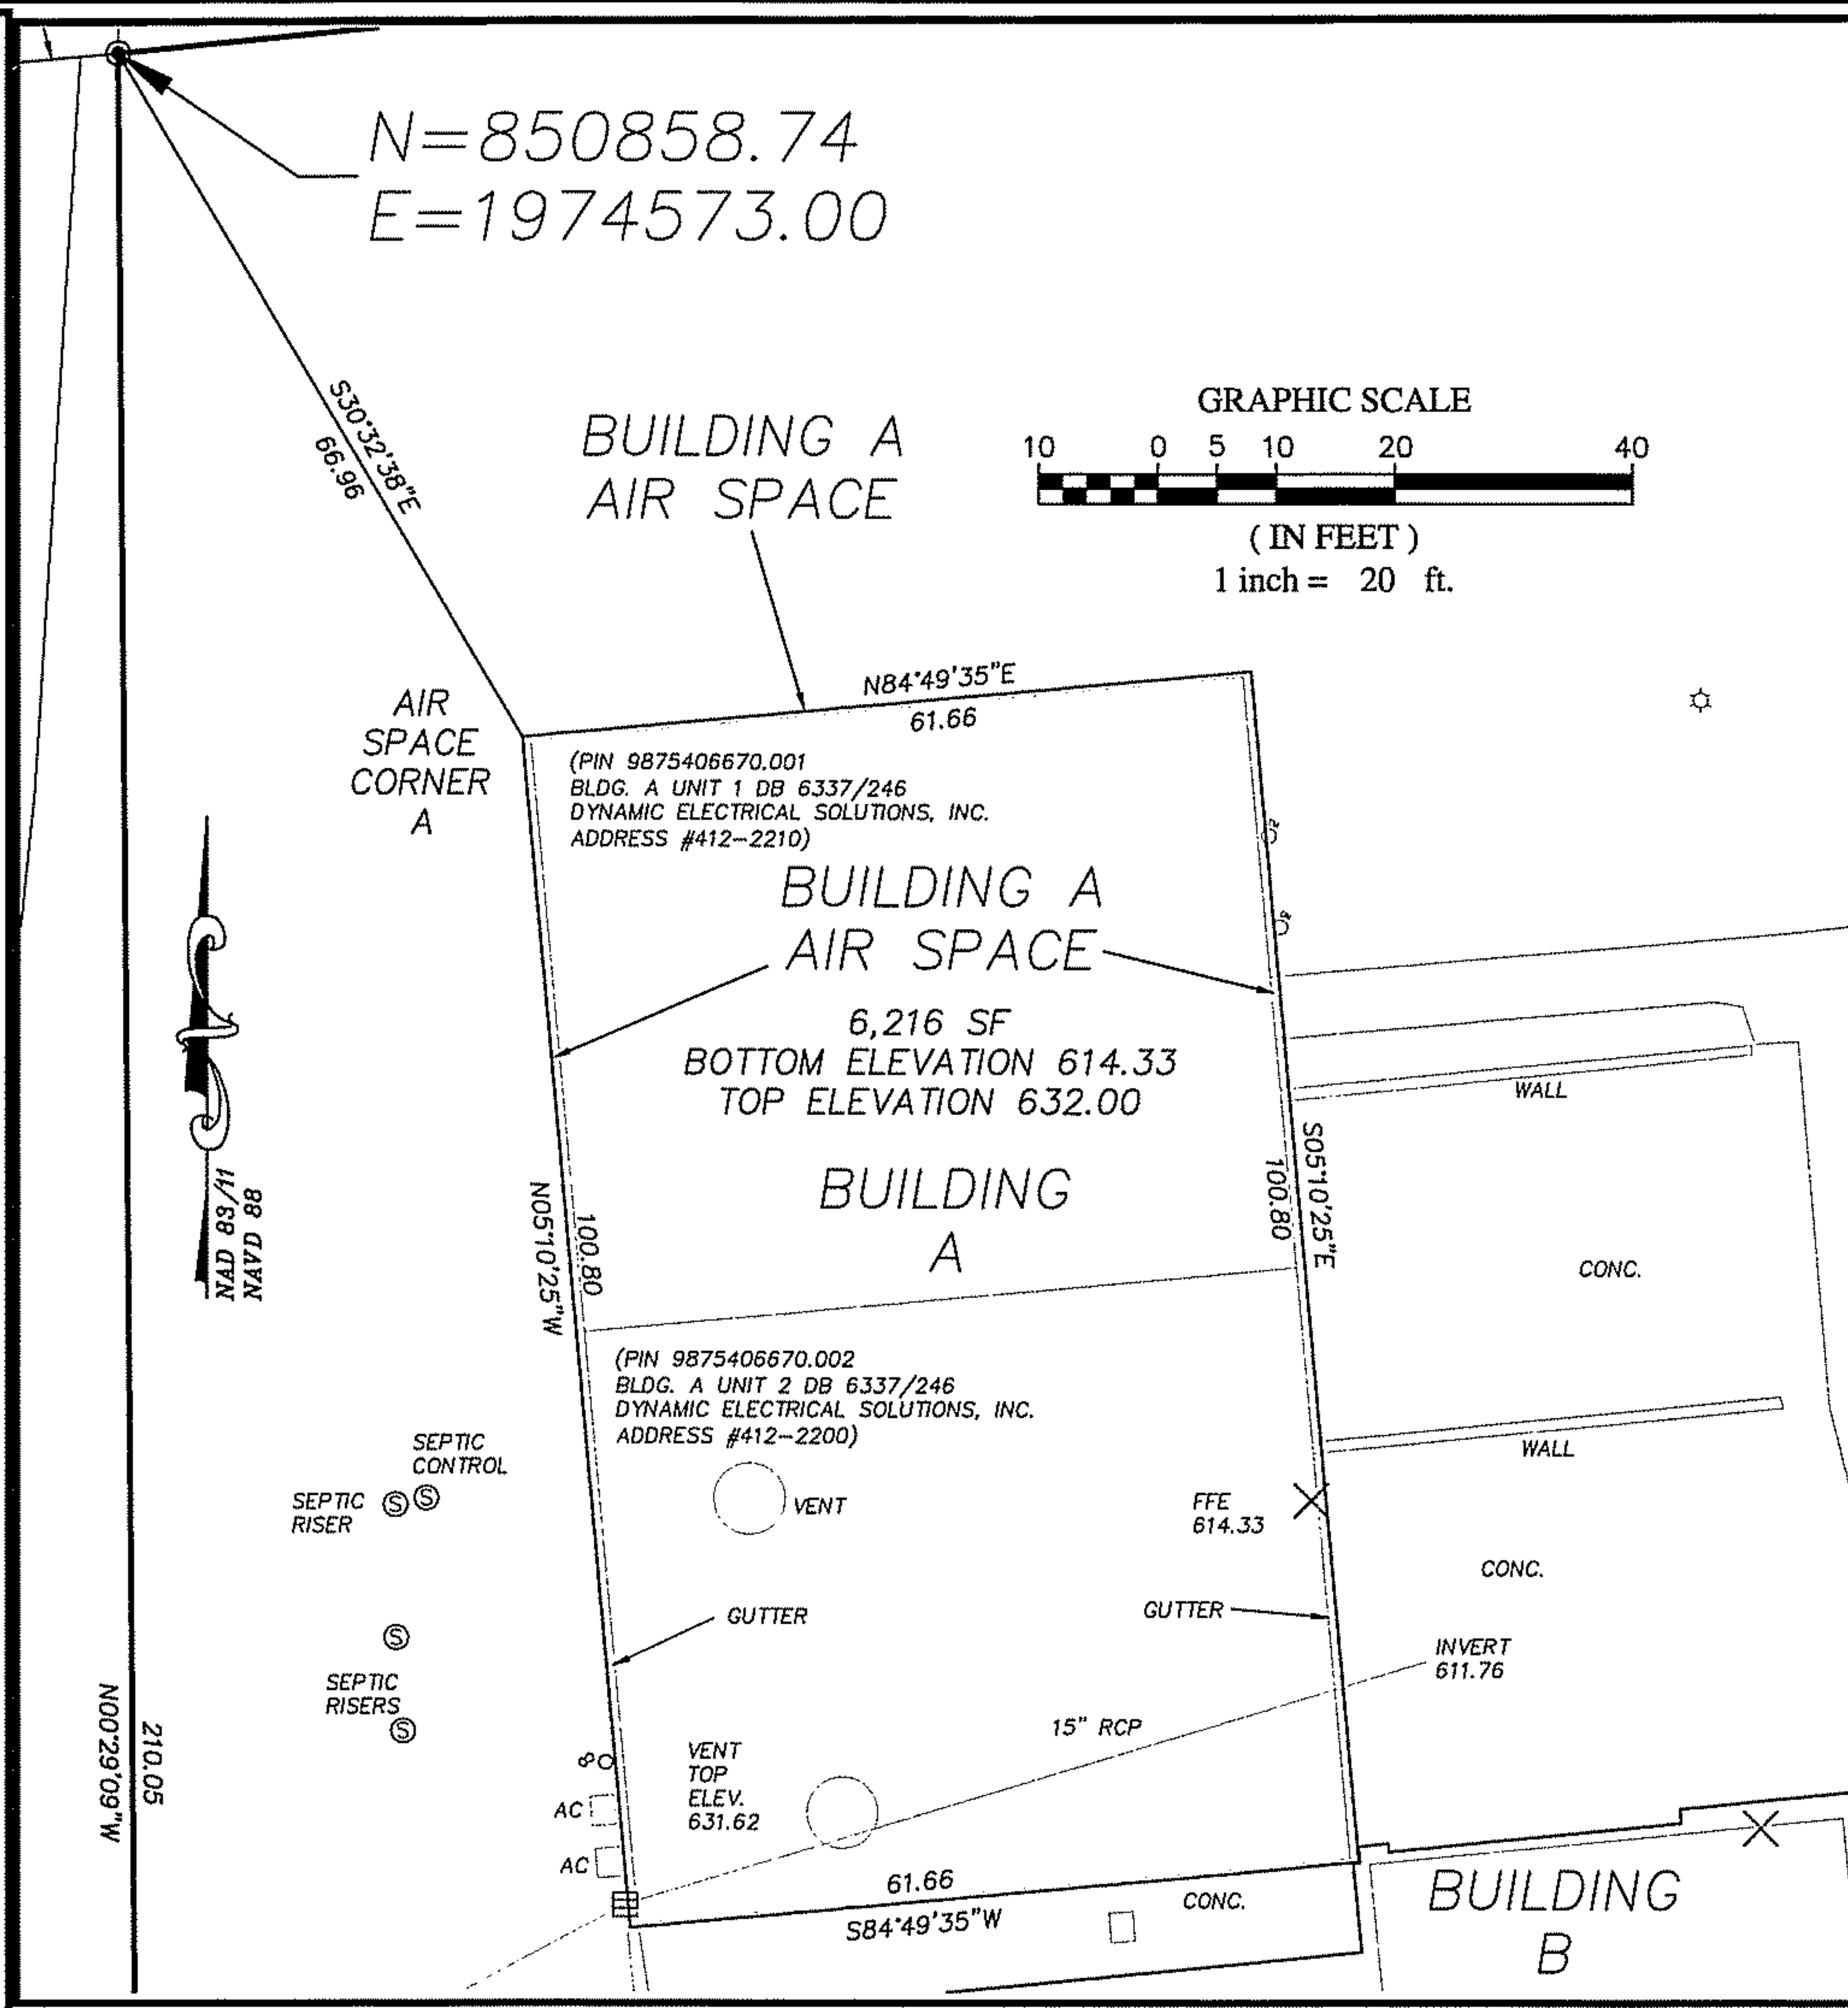 N=850858.74
E=1974573.00
S30°32'38"E
66.96
BUILDING A
AIR SPACE
GRAPHIC SCALE
10 0 5 10 20 40
( IN FEET )
1 inch = 20 ft.
N84°49'35"E
61.66
AIR
SPACE
CORNER
A
(PIN 9875406670.001
BLDG. A UNIT 1 DB 6337/246
DYNAMIC ELECTRICAL SOLUTIONS, INC.
ADDRESS #412-2210)
BUILDING A
AIR SPACE
6,216 SF
BOTTOM ELEVATION 614.33
TOP ELEVATION 632.00
BUILDING
A
NAD 83/11
NAVD 88
N05°10'25"W
100.80
S05°10'25"E
100.80
WALL
CONC.
(PIN 9875406670.002
BLDG. A UNIT 2 DB 6337/246
DYNAMIC ELECTRICAL SOLUTIONS, INC.
ADDRESS #412-2200)
SEPTIC
CONTROL
SEPTIC
RISER
S S
VENT
FFE
614.33
WALL
CONC.
GUTTER
GUTTER
INVERT
611.76
S
SEPTIC
RISERS
S
15" RCP
VENT
TOP
ELEV.
631.62
AC
AC
N00°29'09"W
210.05
61.66
S84°49'35"W
CONC.
BUILDING
B